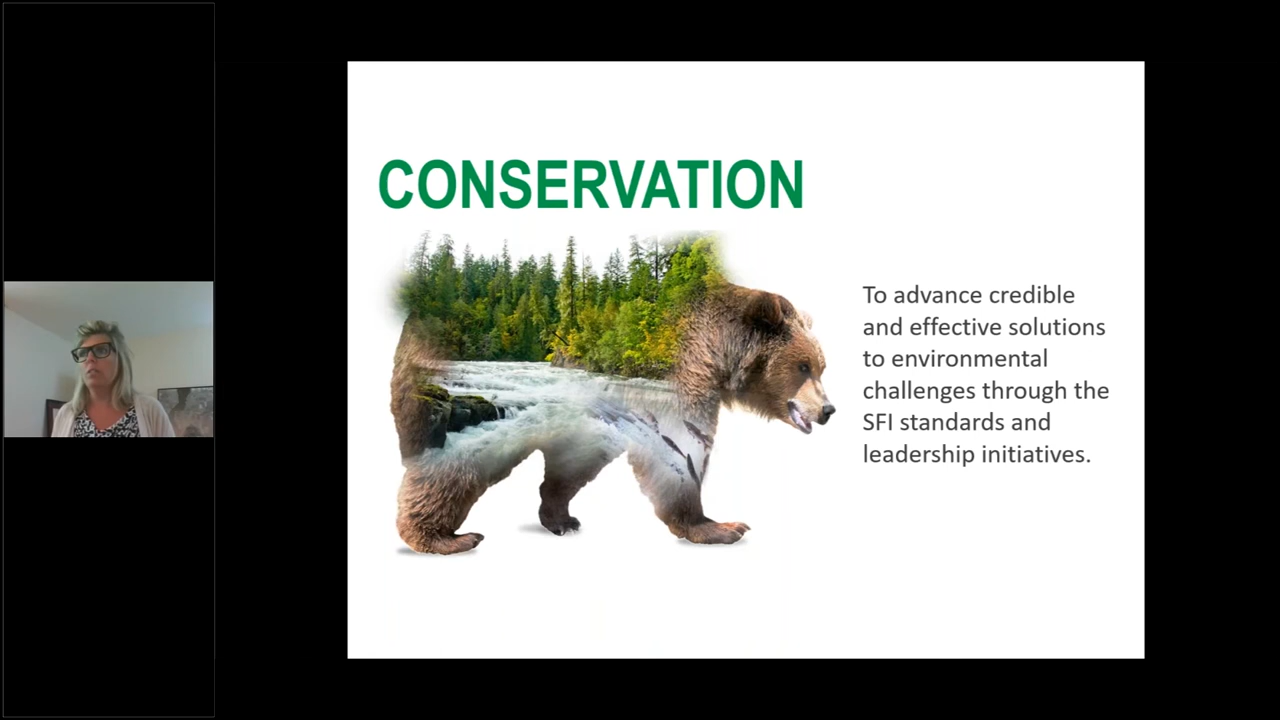 CONSERVATION
To advance credible
and effective solutions
to environmental
challenges through the
SFI standards and
leadership initiatives.